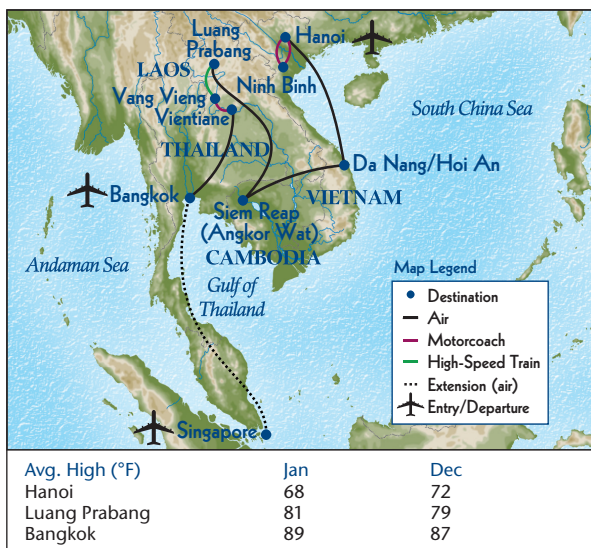 Luang
Prabang
Hanoi
LAOS
Ninh Binh
Vang Vieng
Vientiane
South China Sea
THAILAND
Da Nang/Hoi An
Bangkok
VIETNAM
Siem Reap
(Angkor Wat)
CAMBODIA
Andaman Sea
Gulf of
Thailand
Map Legend
Destination
Air
Motorcoach
High-Speed Train
Extension (air)
Entry/Departure
Singapore
Avg. High (°F) Jan Dec
Hanoi 68 72
Luang Prabang 81 79
Bangkok 89 87